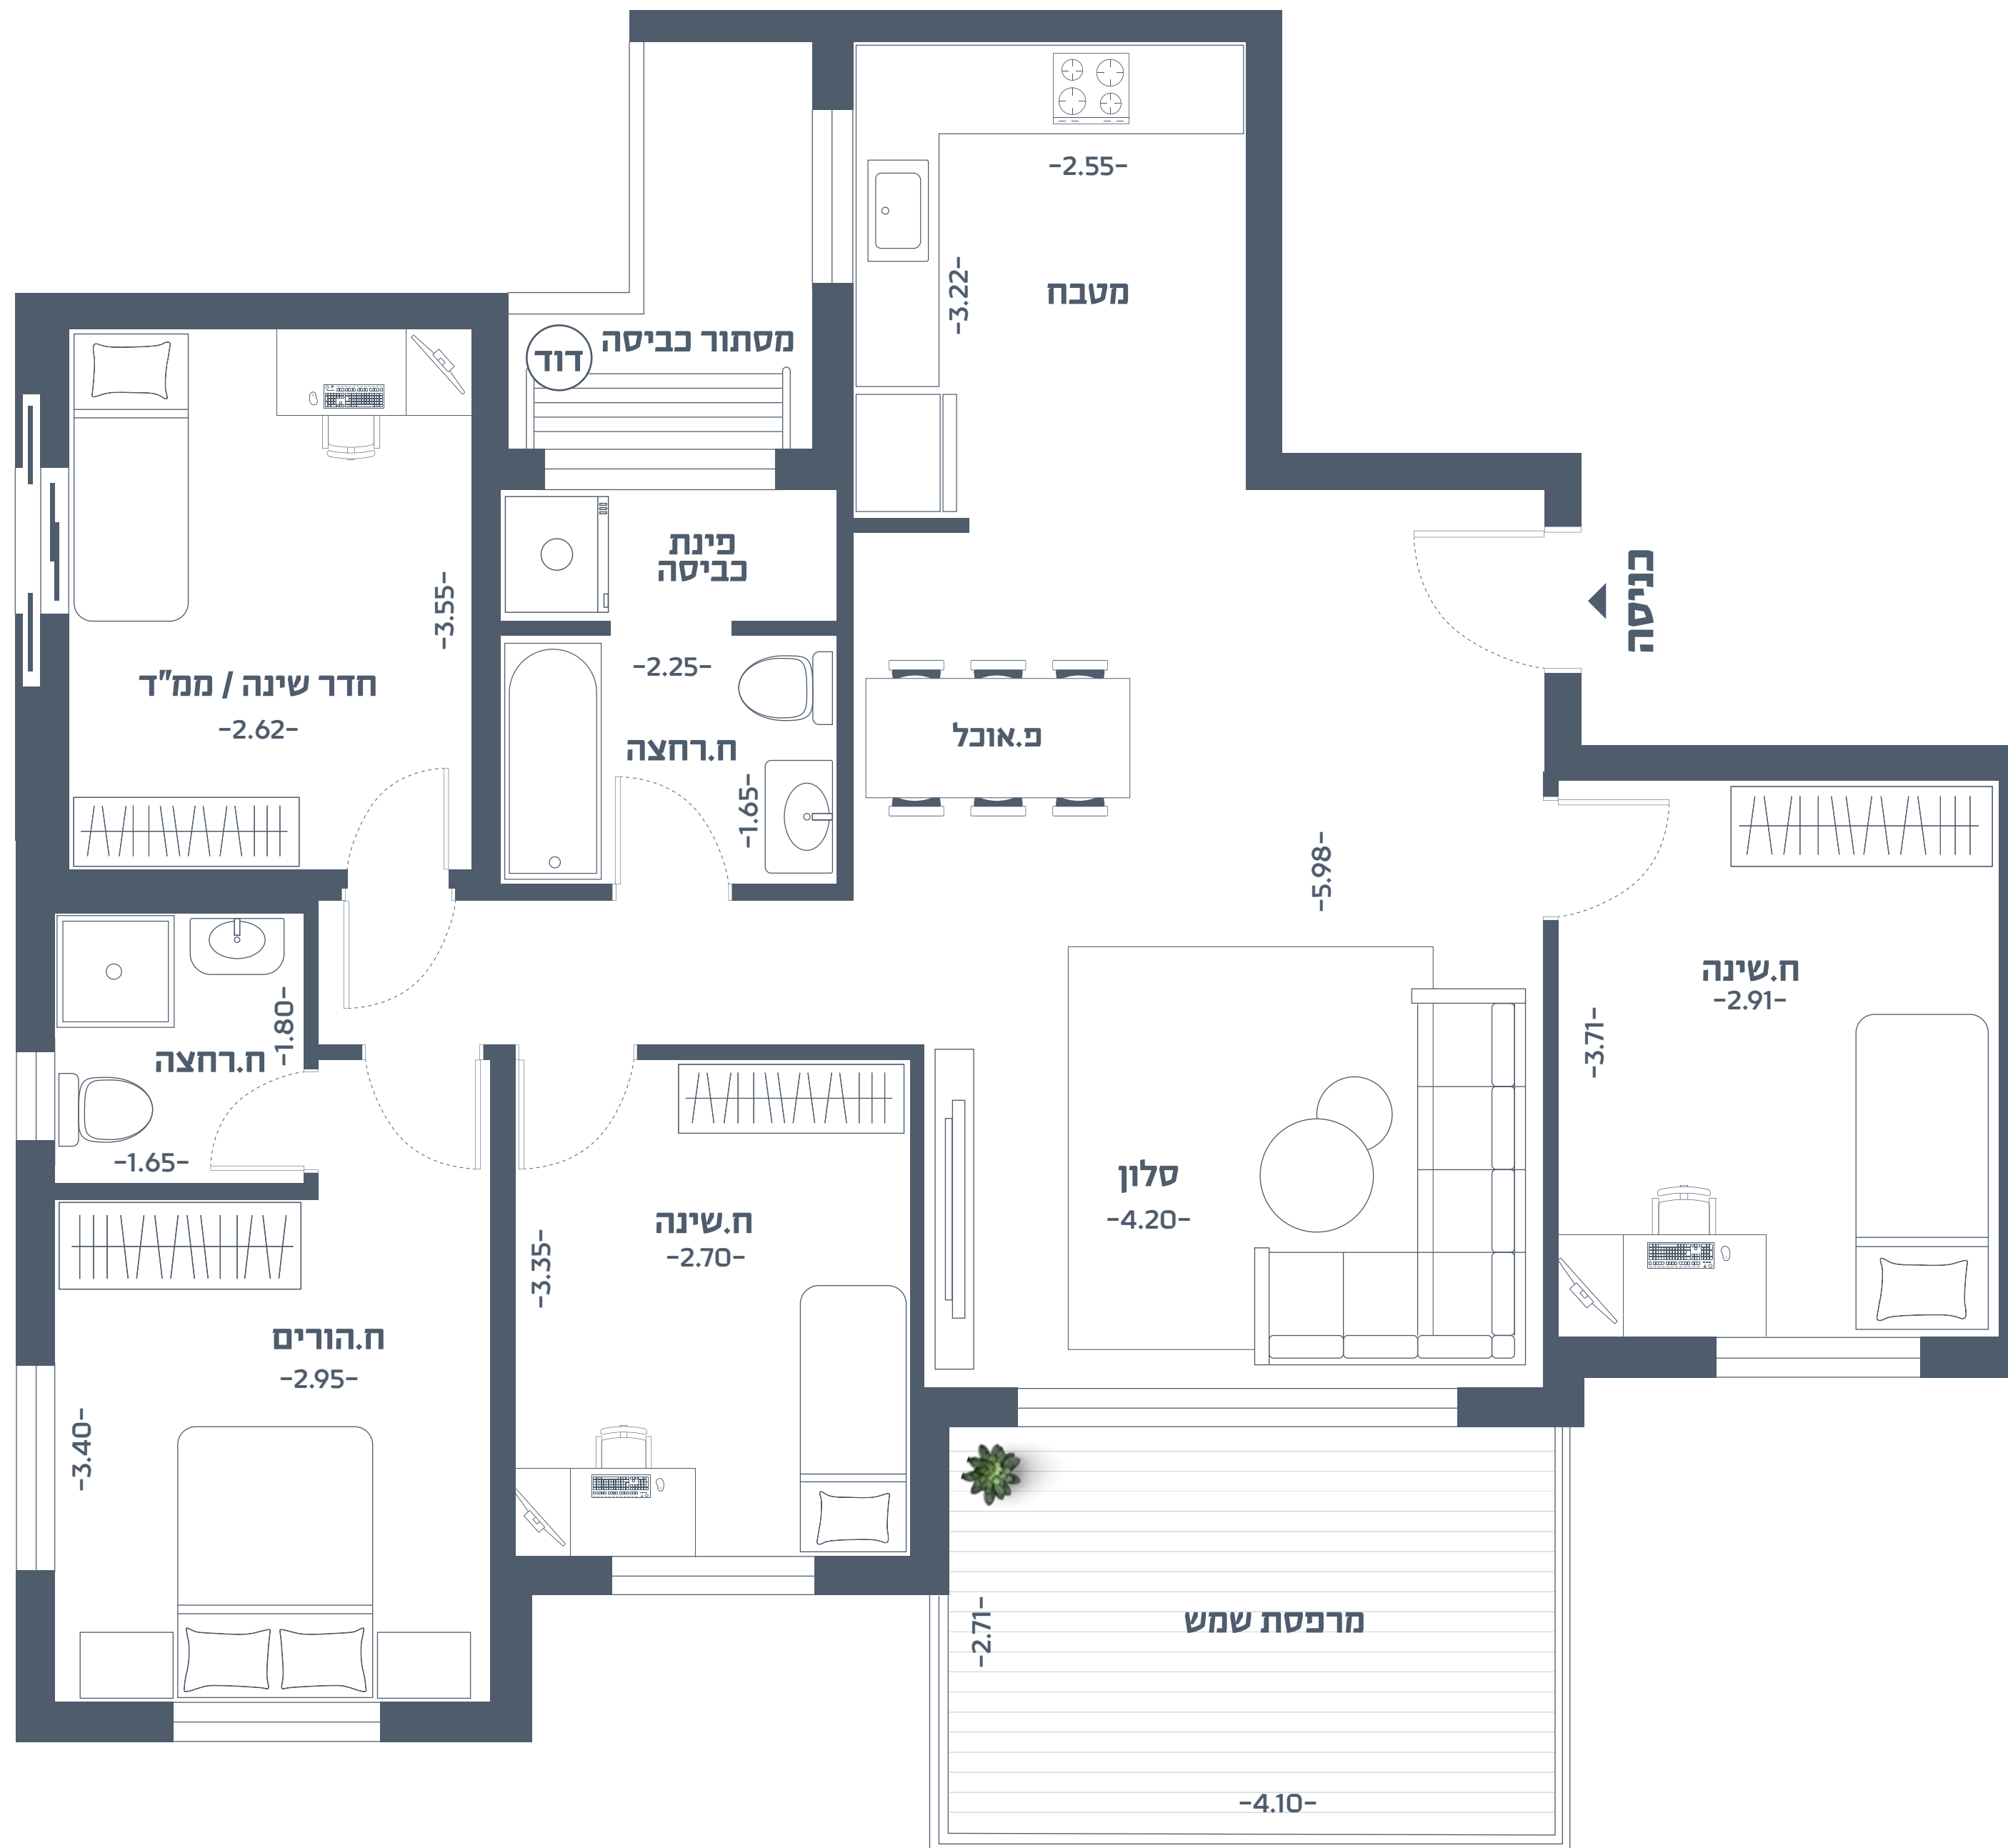 -2.55-
מטבח
-3.22-
מסתור כביסה
דוד
פינת
כביסה
כניסה
-3.55-
-2.25-
חדר שינה / ממ"ד
-2.62-
ח.רחצה
-1.65-
פ.אוכל
-5.98-
ח.שינה
-2.91-
-3.71-
-1.80-
ח.רחצה
-1.65-
סלון
-4.20-
ח.שינה
-2.70-
-3.35-
ח.הורים
-2.95-
-3.40-
מרפסת שמש
-2.71-
-4.10-